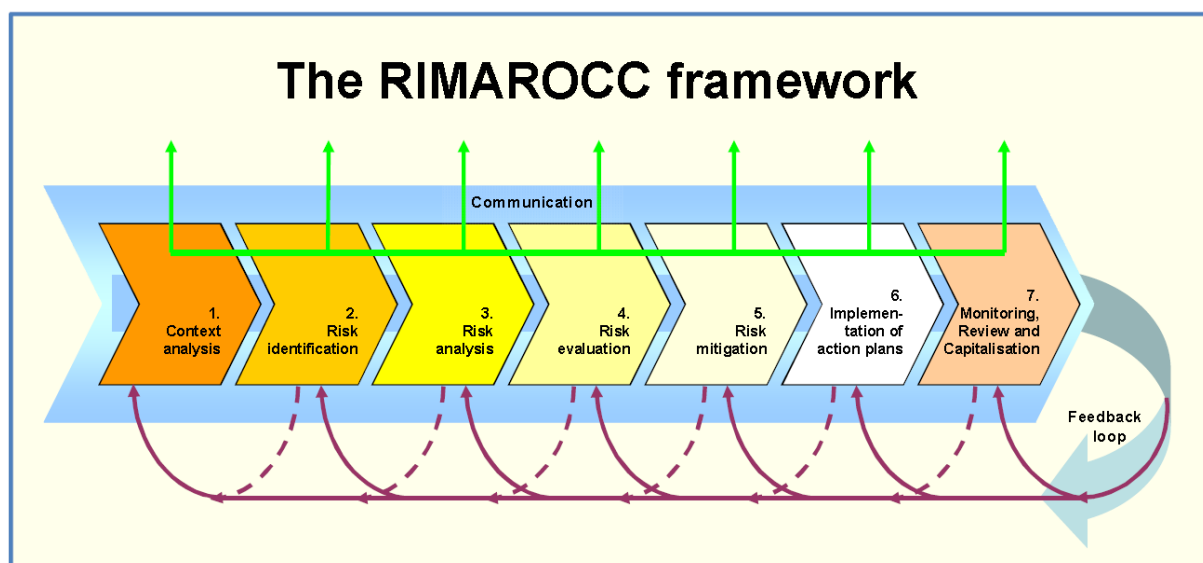 The RIMAROCC framework
Communication
1.
Context
analysis
2.
Risk
identification
3.
Risk
analysis
4.
Risk
evaluation
5.
Risk
mitigation
6.
Implemen-
tation of
action plans
7.
Monitoring,
Review and
Capitalisation
Feedback
loop